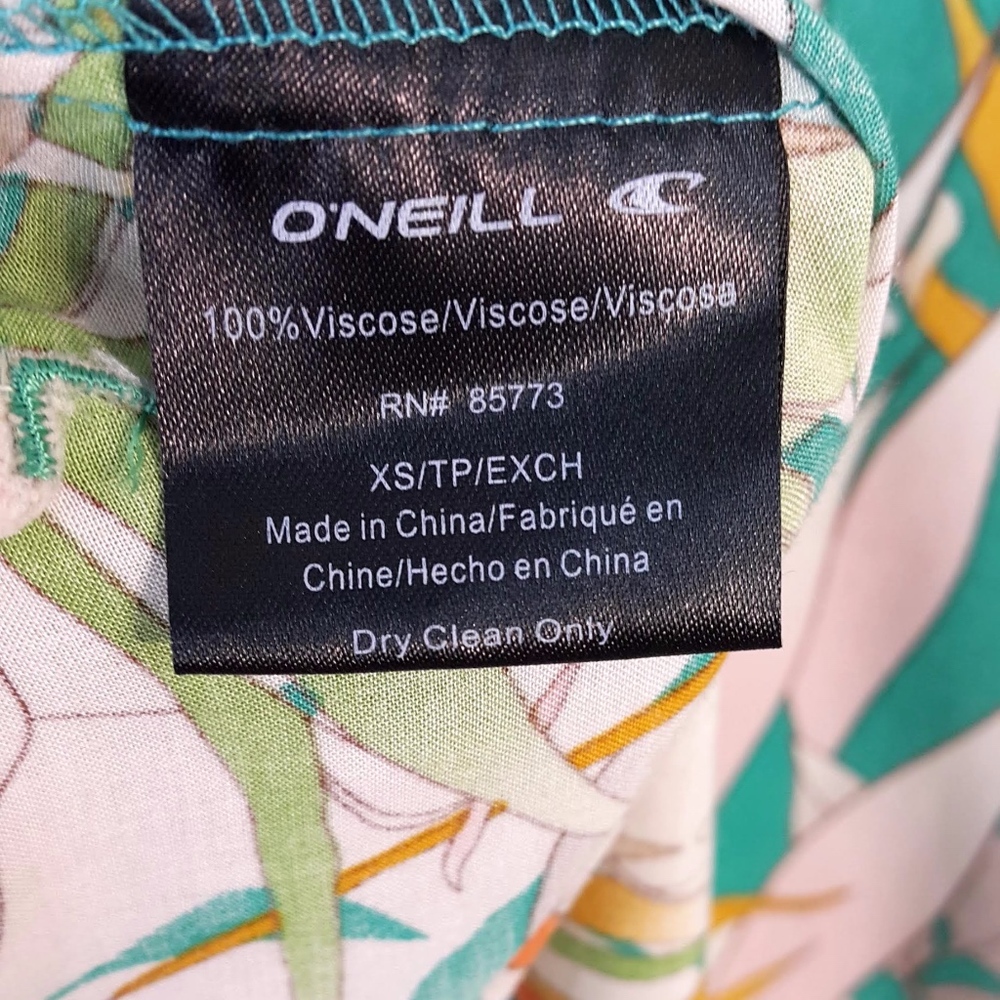 O'NEILL
100%Viscose/Viscose/Viscosa
RN# 85773
XS/TP/EXCH
Made in China/Fabriqué en
Chine/Hecho en China
Dry Clean Only